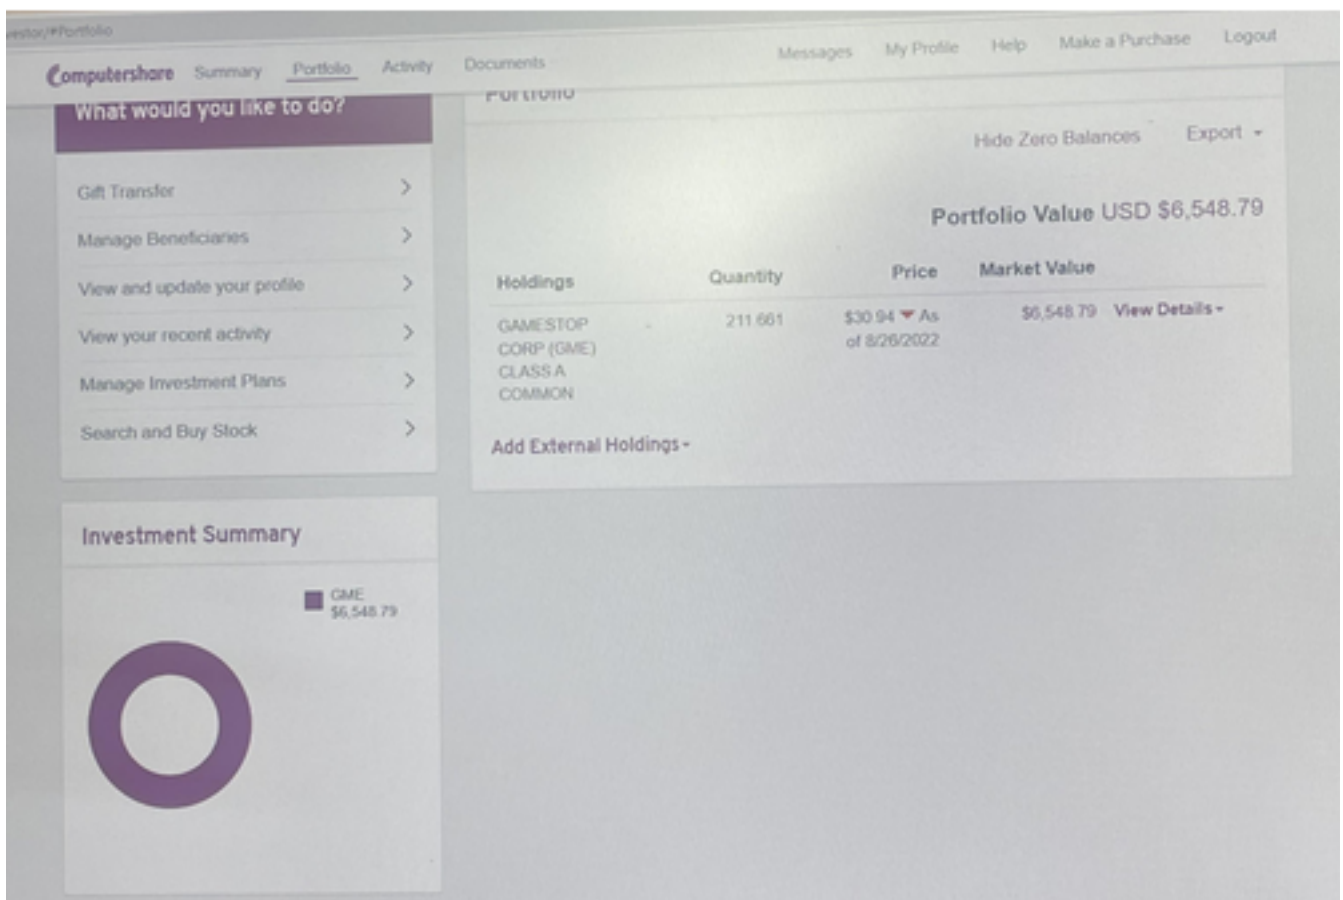 vestor/#Portfolio
Computershare Summary Portfolio Activity Documents Messages My Profile Help Make a Purchase Logout
What would you like to do?
Gift Transfer
Manage Beneficiaries
View and update your profile
View your recent activity
Manage Investment Plans
Search and Buy Stock
Portfolio
Hide Zero Balances Export
Portfolio Value USD $6,548.79
Holdings Quantity Price Market Value
GAMESTOP 211.661 $30.94 As $6,548.79 View Details
CORP (GME) of 8/26/2022
CLASS A
COMMON
Add External Holdings
Investment Summary
GME
$6,548.79